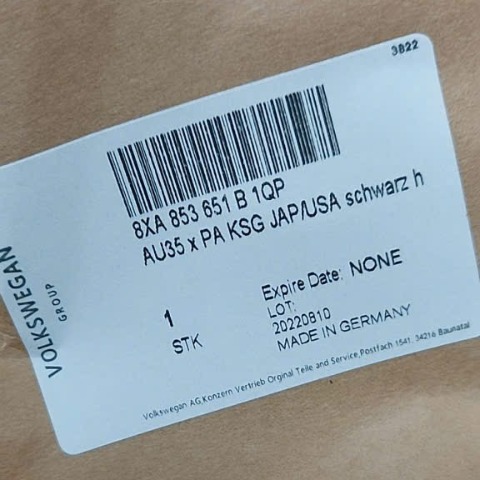 3822
8XA 853 651 B 1QP
AU35 x PA KSG JAP/USA schwarz h
VOLKSWEGAN
GROUP
1
STK
Expire Date: NONE
LOT:
20220810
MADE IN GERMANY
Volkswegan AG,Konzern Vertrieb Orginal Teile and Service,Postfach 1541, 34216 Baunatal